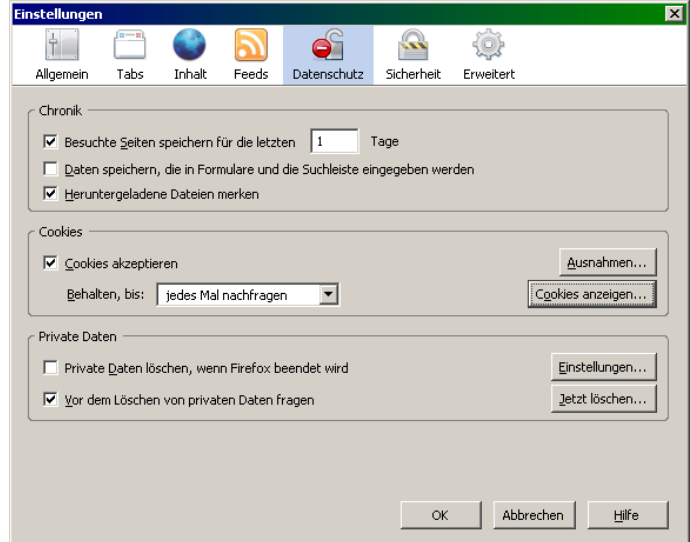 Einstellungen
Allgemein Tabs Inhalt Feeds Datenschutz Sicherheit Erweitert
Chronik
Besuchte Seiten speichern für die letzten 1 Tage
Daten speichern, die in Formulare und die Suchleiste eingegeben werden
Heruntergeladene Dateien merken
Cookies
Cookies akzeptieren Ausnahmen...
Behalten, bis: jedes Mal nachfragen Cookies anzeigen...
Private Daten
Private Daten löschen, wenn Firefox beendet wird Einstellungen...
Vor dem Löschen von privaten Daten fragen Jetzt löschen...
OK Abbrechen Hilfe